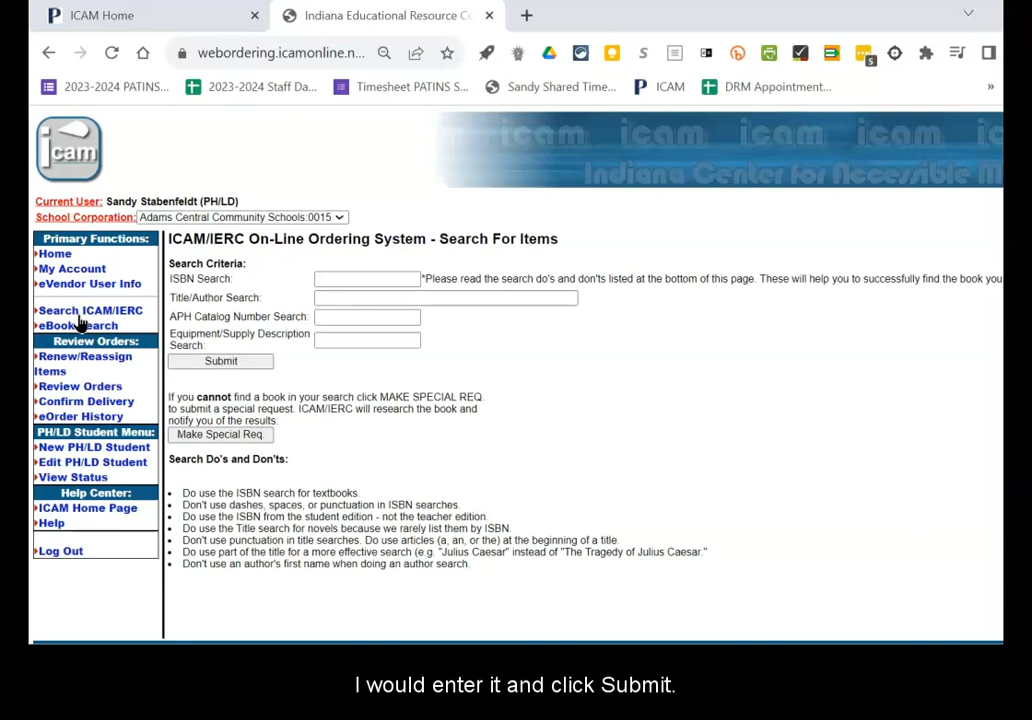 ICAM Home
Indiana Educational Resource Ce
webordering.icamonline.n...
5
2023-2024 PATINS...
2023-2024 Staff Da...
Timesheet PATINS S...
Sandy Shared Time...
ICAM
DRM Appointment...
»
icam
icam icam icam icam
Indiana Center for Accessible M
Current User: Sandy Stabenfeldt (PH/LD)
School Corporation: Adams Central Community Schools:0015
Primary Functions:
Home
My Account
eVendor User Info
Search ICAM/IERC
eBook Search
Review Orders:
Renew/Reassign
Items
Review Orders
Confirm Delivery
eOrder History
PH/LD Student Menu:
New PH/LD Student
Edit PH/LD Student
View Status
Help Center:
ICAM Home Page
Help
Log Out
ICAM/IERC On-Line Ordering System - Search For Items
Search Criteria:
ISBN Search: *Please read the search do's and don'ts listed at the bottom of this page. These will help you to successfully find the book you
Title/Author Search:
APH Catalog Number Search:
Equipment/Supply Description
Search:
Submit
If you cannot find a book in your search click MAKE SPECIAL REQ.
to submit a special request. ICAM/IERC will research the book and
notify you of the results:
Make Special Req.
Search Do's and Don'ts:
• Do use the ISBN search for textbooks.
• Don't use dashes, spaces, or punctuation in ISBN searches.
• Do use the ISBN from the student edition - not the teacher edition.
• Do use the Title search for novels because we rarely list them by ISBN.
• Don't use punctuation in title searches. Do use articles (a, an, or the) at the beginning of a title.
• Do use part of the title for a more effective search (e.g. "Julius Caesar" instead of "The Tragedy of Julius Caesar."
• Don't use an author's first name when doing an author search.
I would enter it and click Submit.